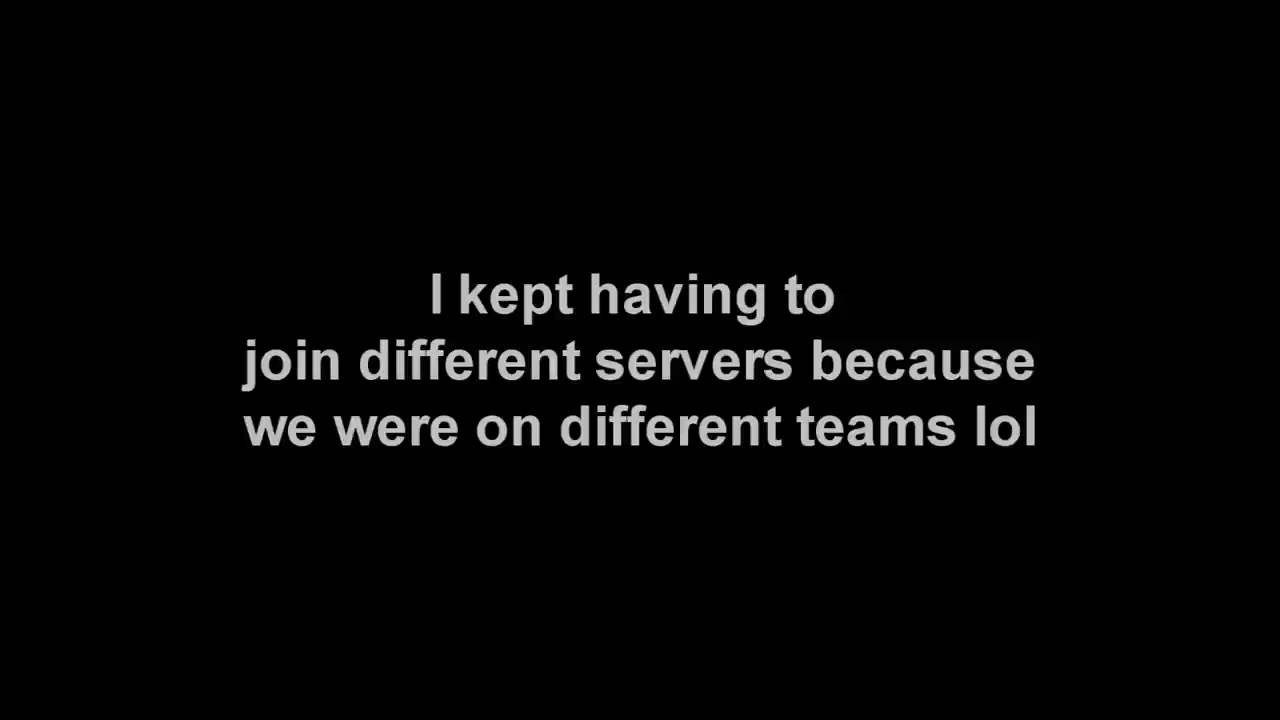 I kept having to
join different servers because
we were on different teams lol